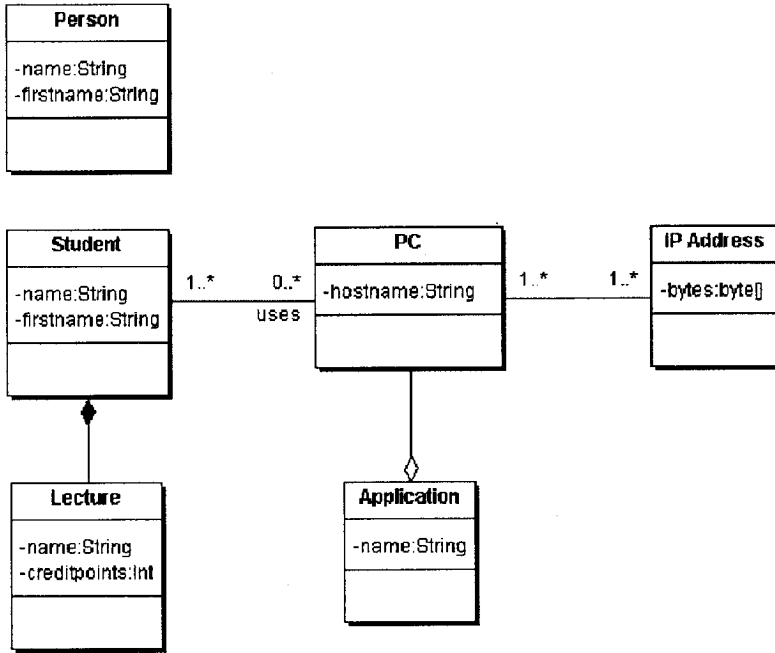 Person
-name:String
-firstname:String
Student
-name:String
-firstname:String
1..*
0..*
uses
PC
-hostname:String
1..*
1..*
IP Address
-bytes:byte[]
Lecture
-name:String
-creditpoints:Int
Application
-name:String